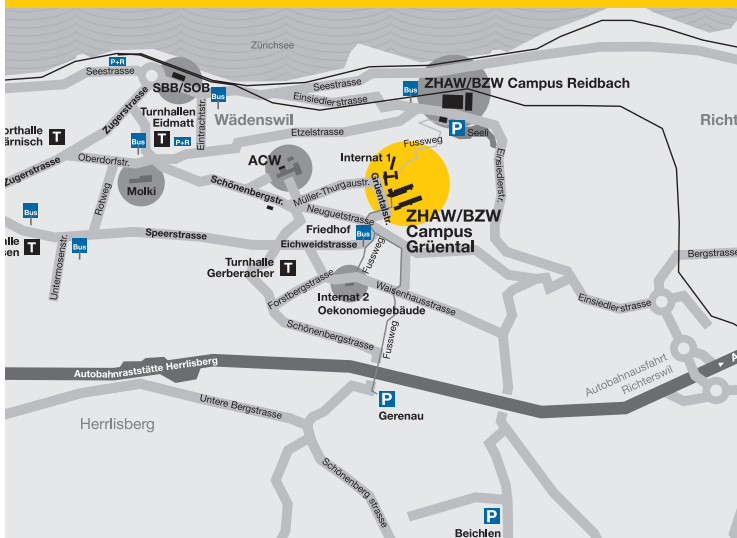 Zürichsee
P+R
Seestrasse
SBB/SOB
Bus
Seestrasse
Einsiedlerstrasse
Bus
ZHAW/BZW Campus Reidbach
Zugerstrasse
Turnhallen
Eidmatt
T
P+R
Bus
Eintrachtstr.
Wädenswil
Etzelstrasse
P
Seeli
Fussweg
Richt
orthalle
ärnisch
T
Zugerstrasse
Oberdorfstr.
Molki
ACW
Internat 1
Schönenbergstr.
Müller-Thurgaustr.
Grüentalstr.
Neuguetstrasse
ZHAW/BZW
Campus
Grüental
Einsiedlerstr.
Rotweg
Bus
alle
sen
T
Bus
Untermosenstr.
Speerstrasse
Friedhof
Bus
Eichweidstrasse
Fussweg
Turnhalle
Gerberacher
T
Forstbergstrasse
Internat 2
Oekonomiegebäude
Waisenhausstrasse
Bergstrasse
Einsiedlerstrasse
Schönenbergstrasse
Fussweg
Autobahnraststätte Herrlisberg
Autobahnausfahrt
Richterswil
A
P
Gerenau
Herrlisberg
Untere Bergstrasse
Schönenberg strasse
P
Beichlen